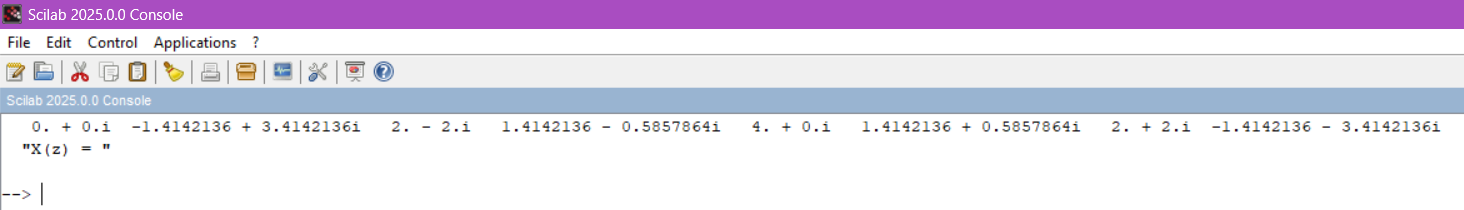 Scilab 2025.0.0 Console
File Edit Control Applications ?
Scilab 2025.0.0 Console
0. + 0.i -1.4142136 + 3.4142136i 2. - 2.i 1.4142136 - 0.5857864i 4. + 0.i 1.4142136 + 0.5857864i 2. + 2.i -1.4142136 - 3.4142136i
"X(z) = "
-->